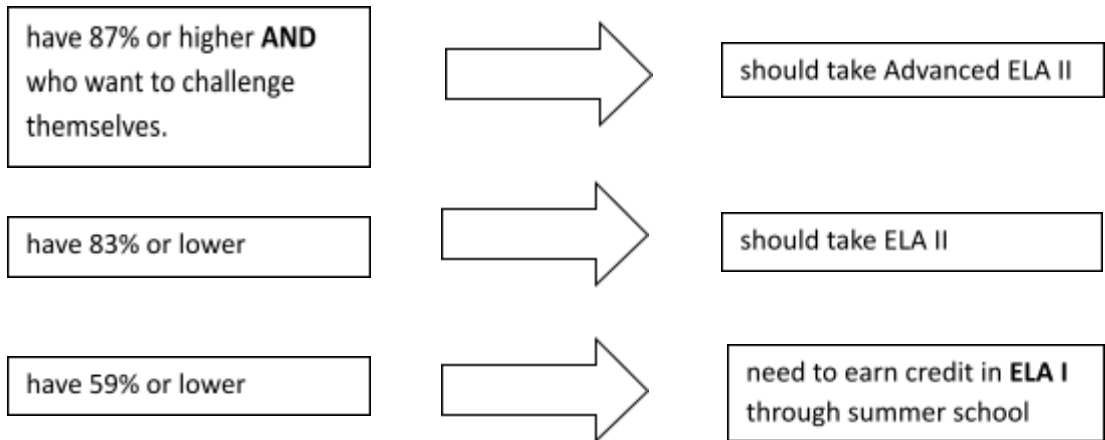 have 87% or higher AND
who want to challenge
themselves.
should take Advanced ELA II
have 83% or lower
should take ELA II
have 59% or lower
need to earn credit in ELA I
through summer school